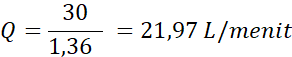 Q = 30 / 1,36 = 21,97 L/menit